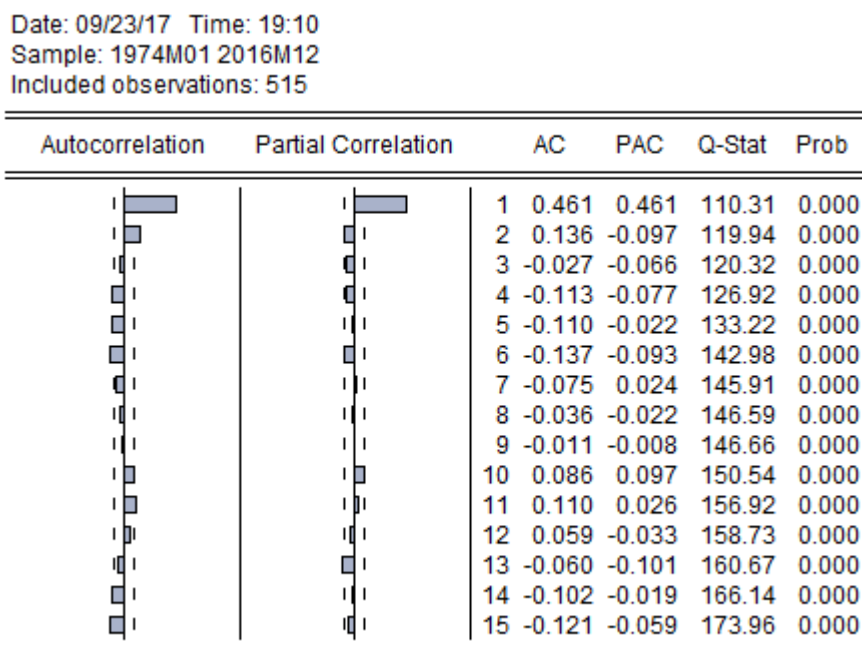 Date: 09/23/17 Time: 19:10
Sample: 1974M01 2016M12
Included observations: 515
Autocorrelation Partial Correlation AC PAC Q-Stat Prob
1 0.461 0.461 110.31 0.000
2 0.136 -0.097 119.94 0.000
3 -0.027 -0.066 120.32 0.000
4 -0.113 -0.077 126.92 0.000
5 -0.110 -0.022 133.22 0.000
6 -0.137 -0.093 142.98 0.000
7 -0.075 0.024 145.91 0.000
8 -0.036 -0.022 146.59 0.000
9 -0.011 -0.008 146.66 0.000
10 0.086 0.097 150.54 0.000
11 0.110 0.026 156.92 0.000
12 0.059 -0.033 158.73 0.000
13 -0.060 -0.101 160.67 0.000
14 -0.102 -0.019 166.14 0.000
15 -0.121 -0.059 173.96 0.000